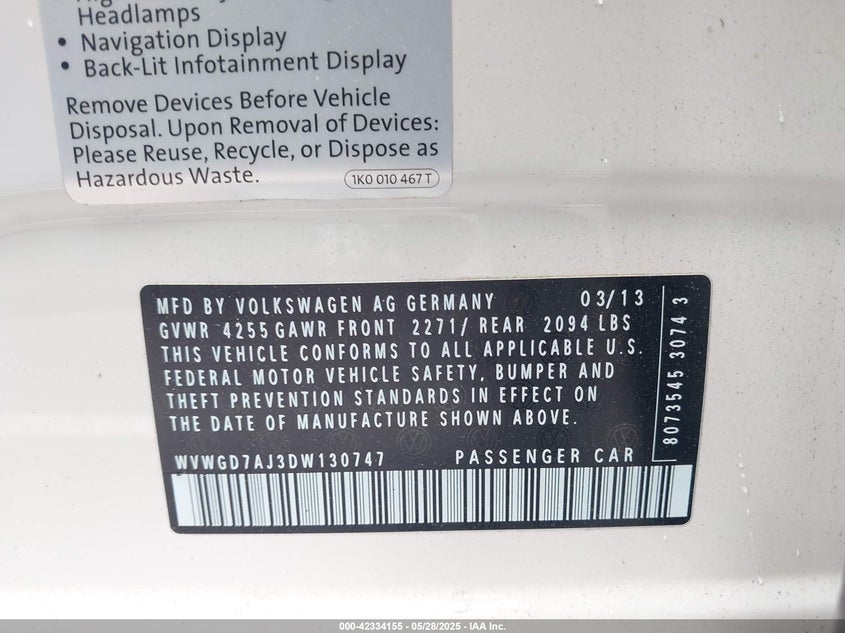 Headlamps
• Navigation Display
• Back-Lit Infotainment Display
Remove Devices Before Vehicle
Disposal. Upon Removal of Devices:
Please Reuse, Recycle, or Dispose as
Hazardous Waste.
1K0 010 467 T
MFD BY VOLKSWAGEN AG GERMANY 03/13
GVWR 4255 GAWR FRONT 2271/ REAR 2094 LBS
THIS VEHICLE CONFORMS TO ALL APPLICABLE U.S.
FEDERAL MOTOR VEHICLE SAFETY, BUMPER AND
THEFT PREVENTION STANDARDS IN EFFECT ON
THE DATE OF MANUFACTURE SHOWN ABOVE.
WVWGD7AJ3DW130747 PASSENGER CAR
8073545 3074 3
000-42334155 - 05/28/2025 - IAA Inc.